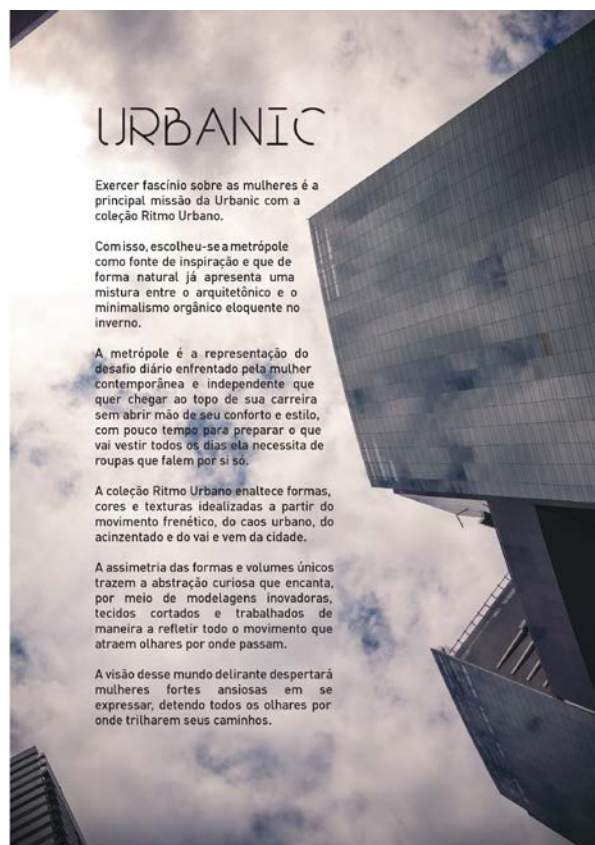 URBANIC
Exercer fascínio sobre as mulheres é a
principal missão da Urbanic com a
coleção Ritmo Urbano.
Com isso, escolheu-se a metrópole
como fonte de inspiração e que de
forma natural já apresenta uma
mistura entre o arquitetônico e o
minimalismo orgânico eloquente no
inverno.
A metrópole é a representação do
desafio diário enfrentado pela mulher
contemporânea e independente que
quer chegar ao topo de sua carreira
sem abrir mão de seu conforto e estilo,
com pouco tempo para preparar o que
vai vestir todos os dias ela necessita de
roupas que falem por si só.
A coleção Ritmo Urbano enaltece formas,
cores e texturas idealizadas a partir do
movimento frenético, do caos urbano, do
acinzentado e do vai e vem da cidade.
A assimetria das formas e volumes únicos
trazem a abstração curiosa que encanta,
por meio de modelagens inovadoras,
tecidos cortados e trabalhados de
maneira a refletir todo o movimento que
atraem olhares por onde passam.
A visão desse mundo delirante despertará
mulheres fortes ansiosas em se
expressar, detendo todos os olhares por
onde trilharem seus caminhos.